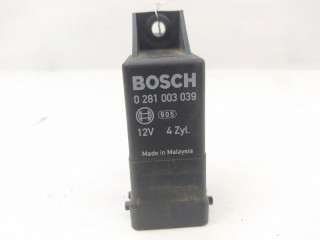 BOSCH
0 281 003 039
905
12V 4 Zyl.
Made in Malaysia